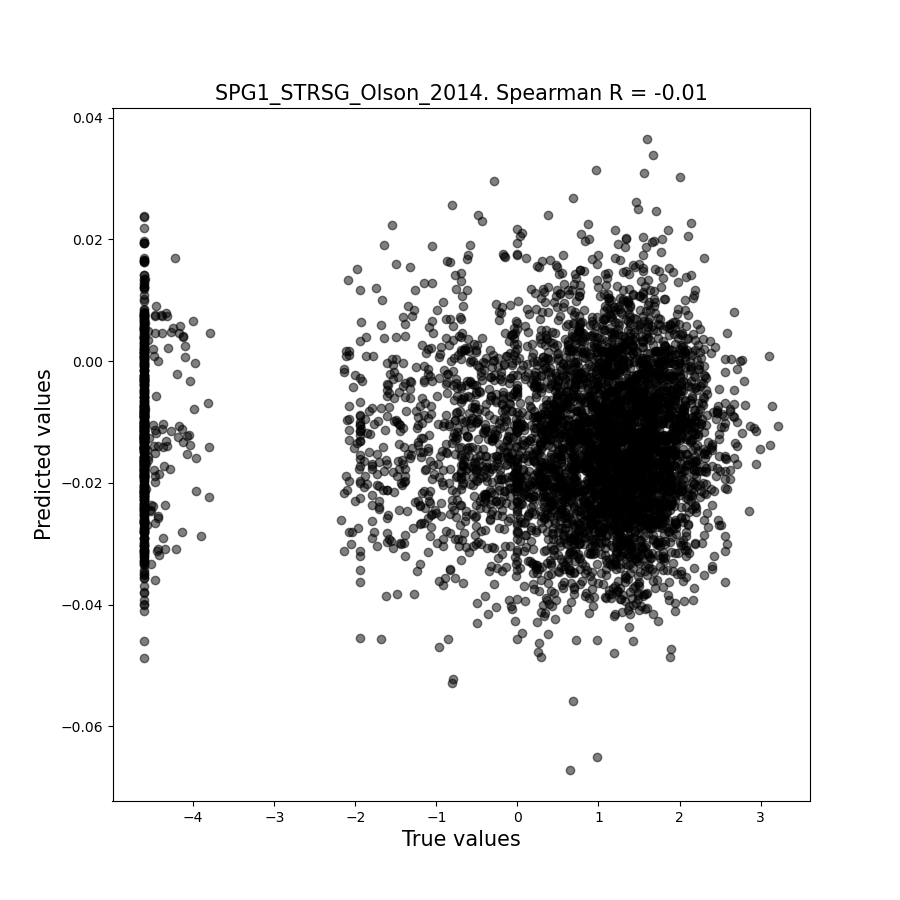 SPG1_STRSG_Olson_2014. Spearman R = -0.01
0.04
0.02
0.00
−0.02
−0.04
−0.06
Predicted values
−4 −3 −2 −1 0 1 2 3
True values